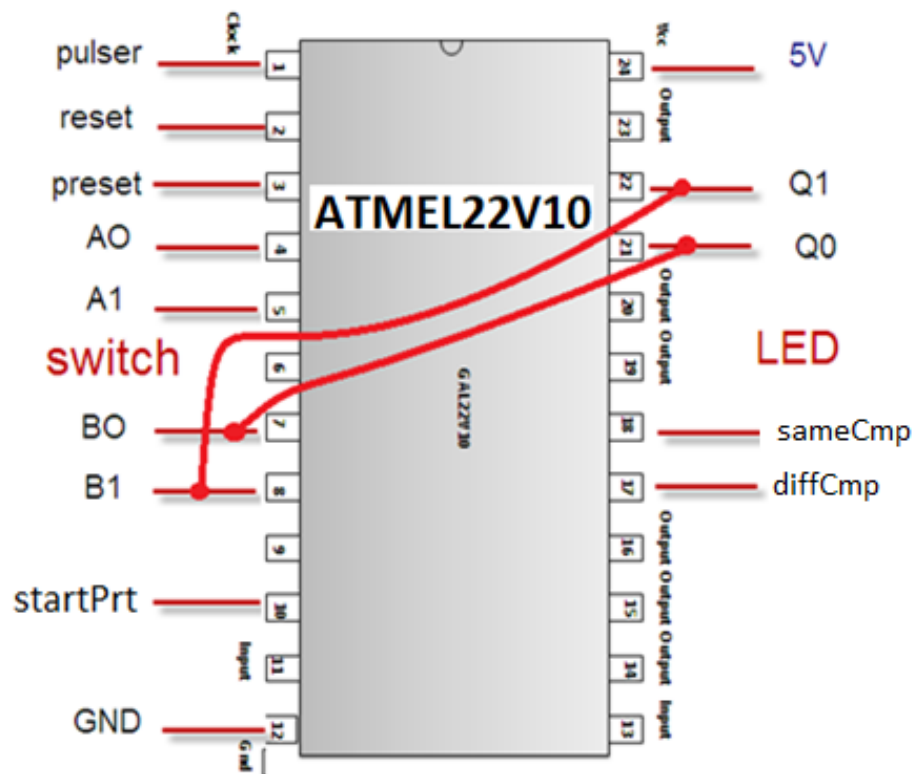 Clock
pulser
1
reset
2
preset
3
AO
4
A1
5
switch
6
BO
7
B1
8
9
startPrt
10
Input
11
GND
12
Gnd
ATMEL22V10
GAL22V10
Vcc
24
5V
Output
23
22
Q1
21
Q0
Output
20
Output
19
LED
18
sameCmp
17
diffCmp
Output
16
Output
15
Output
14
Input
13